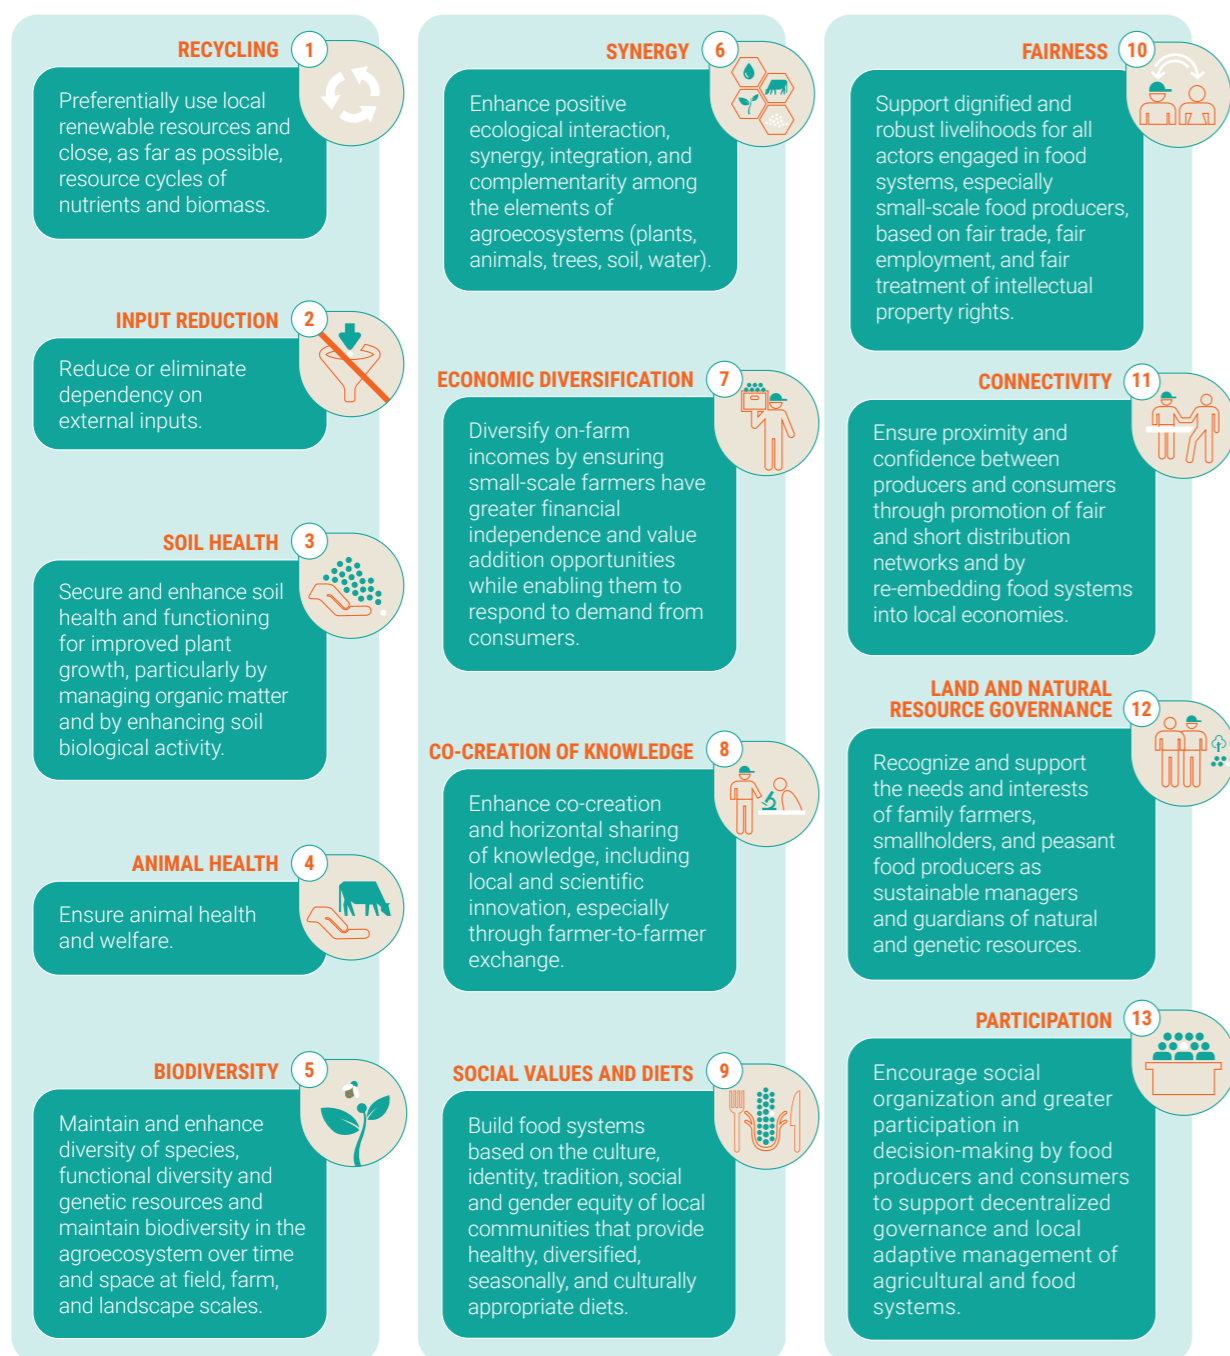 RECYCLING 1
Preferentially use local
renewable resources and
close, as far as possible,
resource cycles of
nutrients and biomass.
INPUT REDUCTION 2
Reduce or eliminate
dependency on
external inputs.
SOIL HEALTH 3
Secure and enhance soil
health and functioning
for improved plant
growth, particularly by
managing organic matter
and by enhancing soil
biological activity.
ANIMAL HEALTH 4
Ensure animal health
and welfare.
BIODIVERSITY 5
Maintain and enhance
diversity of species,
functional diversity and
genetic resources and
maintain biodiversity in the
agroecosystem over time
and space at field, farm,
and landscape scales.
SYNERGY 6
Enhance positive
ecological interaction,
synergy, integration, and
complementarity among
the elements of
agroecosystems (plants,
animals, trees, soil, water).
ECONOMIC DIVERSIFICATION 7
Diversify on-farm
incomes by ensuring
small-scale farmers have
greater financial
independence and value
addition opportunities
while enabling them to
respond to demand from
consumers.
CO-CREATION OF KNOWLEDGE 8
Enhance co-creation
and horizontal sharing
of knowledge, including
local and scientific
innovation, especially
through farmer-to-farmer
exchange.
SOCIAL VALUES AND DIETS 9
Build food systems
based on the culture,
identity, tradition, social
and gender equity of local
communities that provide
healthy, diversified,
seasonally, and culturally
appropriate diets.
FAIRNESS 10
Support dignified and
robust livelihoods for all
actors engaged in food
systems, especially
small-scale food producers,
based on fair trade, fair
employment, and fair
treatment of intellectual
property rights.
CONNECTIVITY 11
Ensure proximity and
confidence between
producers and consumers
through promotion of fair
and short distribution
networks and by
re-embedding food systems
into local economies.
LAND AND NATURAL
RESOURCE GOVERNANCE 12
Recognize and support
the needs and interests
of family farmers,
smallholders, and peasant
food producers as
sustainable managers
and guardians of natural
and genetic resources.
PARTICIPATION 13
Encourage social
organization and greater
participation in
decision-making by food
producers and consumers
to support decentralized
governance and local
adaptive management of
agricultural and food
systems.